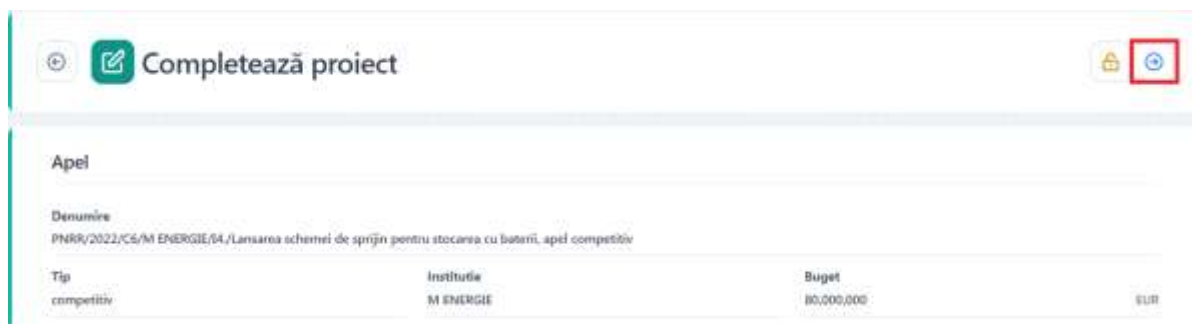 Completează proiect
Apel
Denumire
PNRR/2022/C6/M ENERGIE/I4./Lansarea schemei de sprijin pentru stocarea cu baterii, apel competitiv
Tip Institutie Buget
competitiv M ENERGIE 80,000,000 EUR